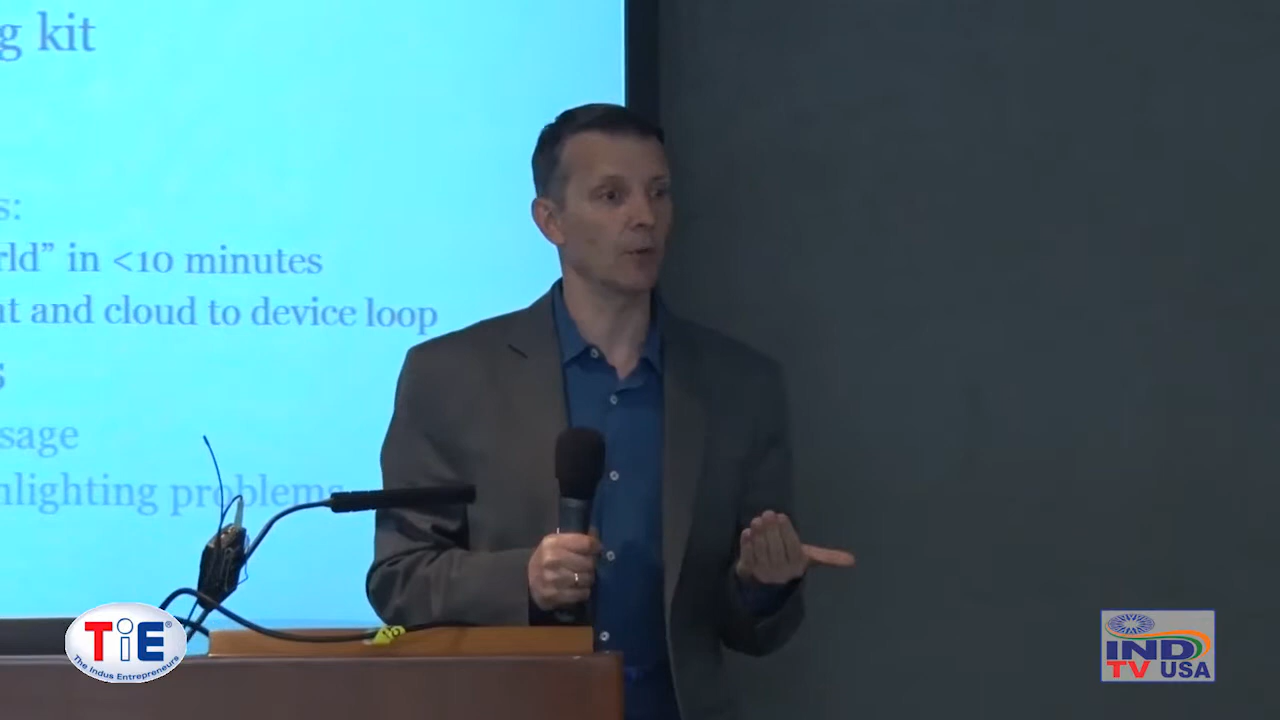 g kit
s:
rld” in <10 minutes
nt and cloud to device loop
s
sage
hlighting problems
TiE®
The Indus Entrepreneurs
IND
TV USA